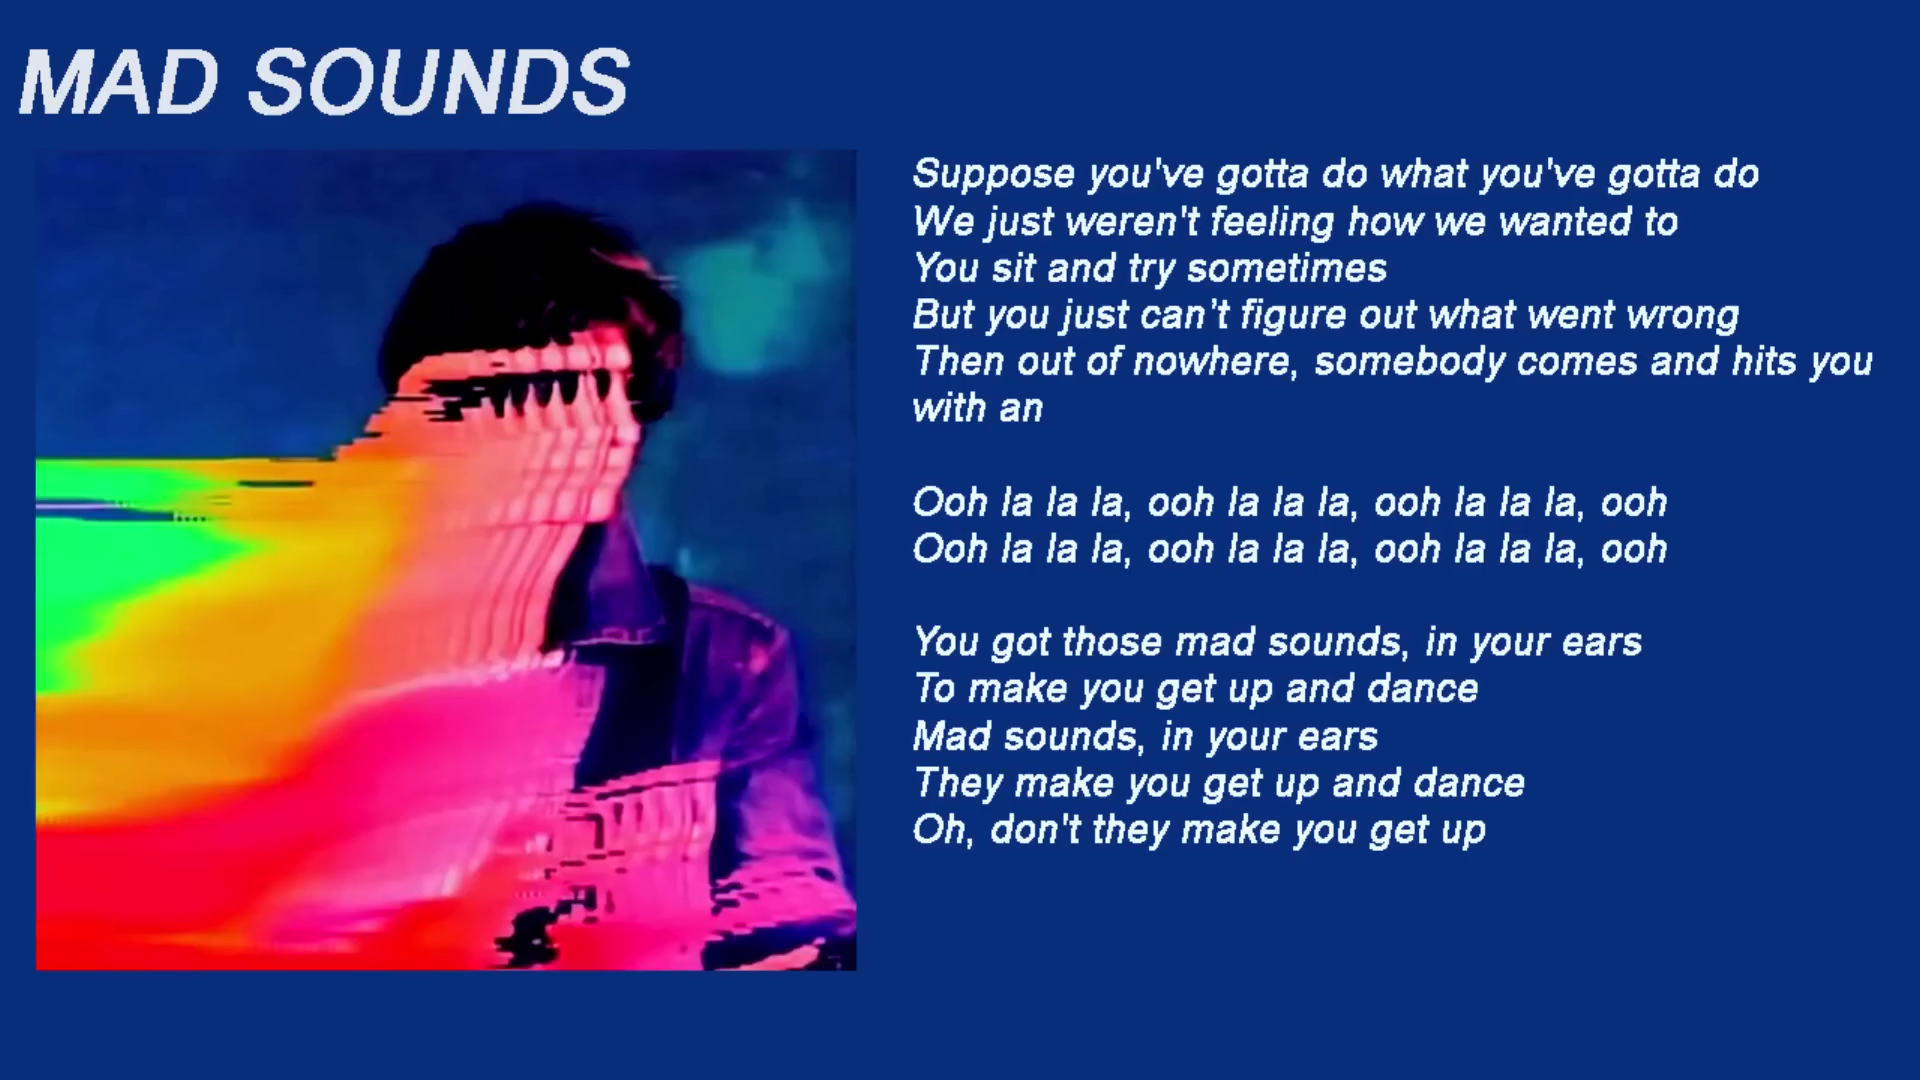 MAD SOUNDS
Suppose you've gotta do what you've gotta do
We just weren't feeling how we wanted to
You sit and try sometimes
But you just can't figure out what went wrong
Then out of nowhere, somebody comes and hits you
with an
Ooh la la la, ooh la la la, ooh la la la, ooh
Ooh la la la, ooh la la la, ooh la la la, ooh
You got those mad sounds, in your ears
To make you get up and dance
Mad sounds, in your ears
They make you get up and dance
Oh, don't they make you get up